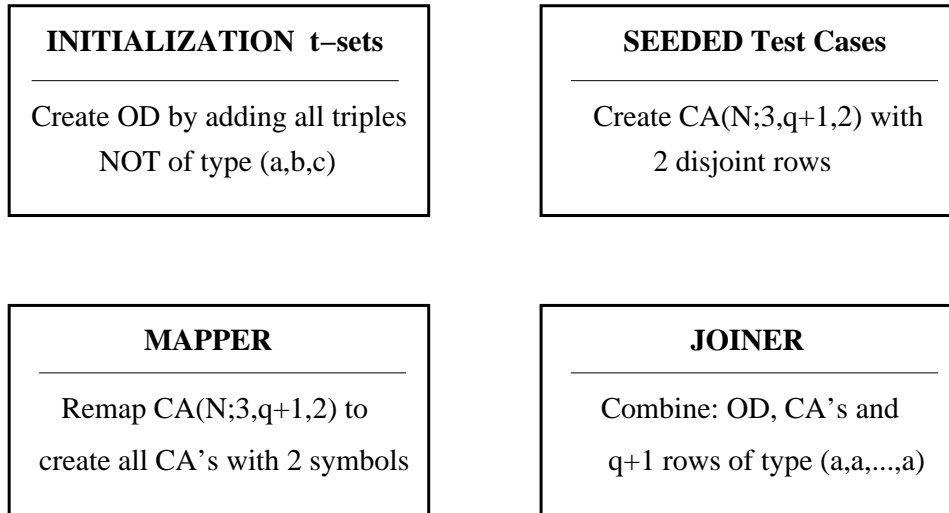 INITIALIZATION t−sets
Create OD by adding all triples
NOT of type (a,b,c)
SEEDED Test Cases
Create CA(N;3,q+1,2) with
2 disjoint rows
MAPPER
Remap CA(N;3,q+1,2) to
create all CA's with 2 symbols
JOINER
Combine: OD, CA's and
q+1 rows of type (a,a,...,a)